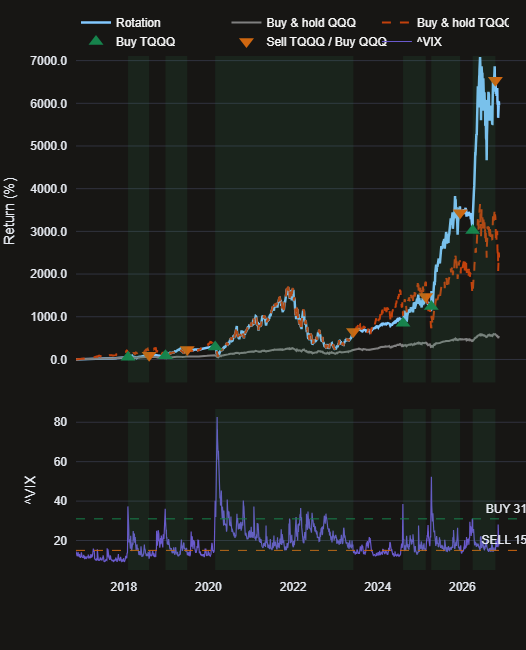 Rotation
Buy & hold QQQ
Buy & hold TQQQ
Buy TQQQ
Sell TQQQ / Buy QQQ
^VIX
7000.0
6000.0
5000.0
4000.0
3000.0
2000.0
1000.0
0.0
Return (%)
80
60
40
20
^VIX
BUY 31
SELL 15
2018
2020
2022
2024
2026